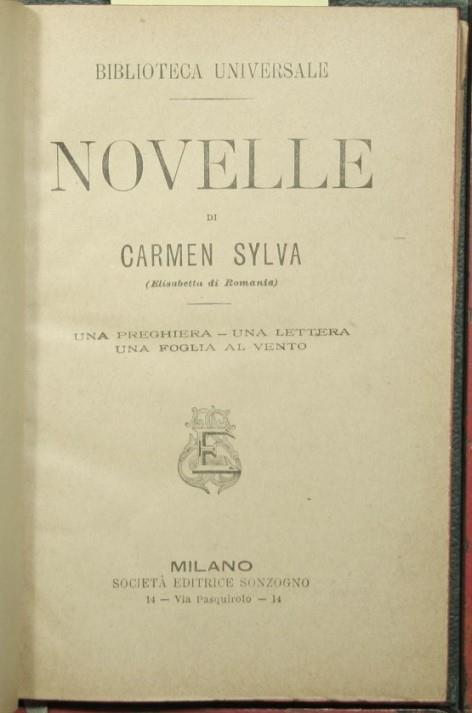 BIBLIOTECA UNIVERSALE
NOVELLE
DI
CARMEN SYLVA
(Elisabetta di Romania)
UNA PREGHIERA — UNA LETTERA
UNA FOGLIA AL VENTO
MILANO
SOCIETÀ EDITRICE SONZOGNO
14 — Via Pasquirolo — 14